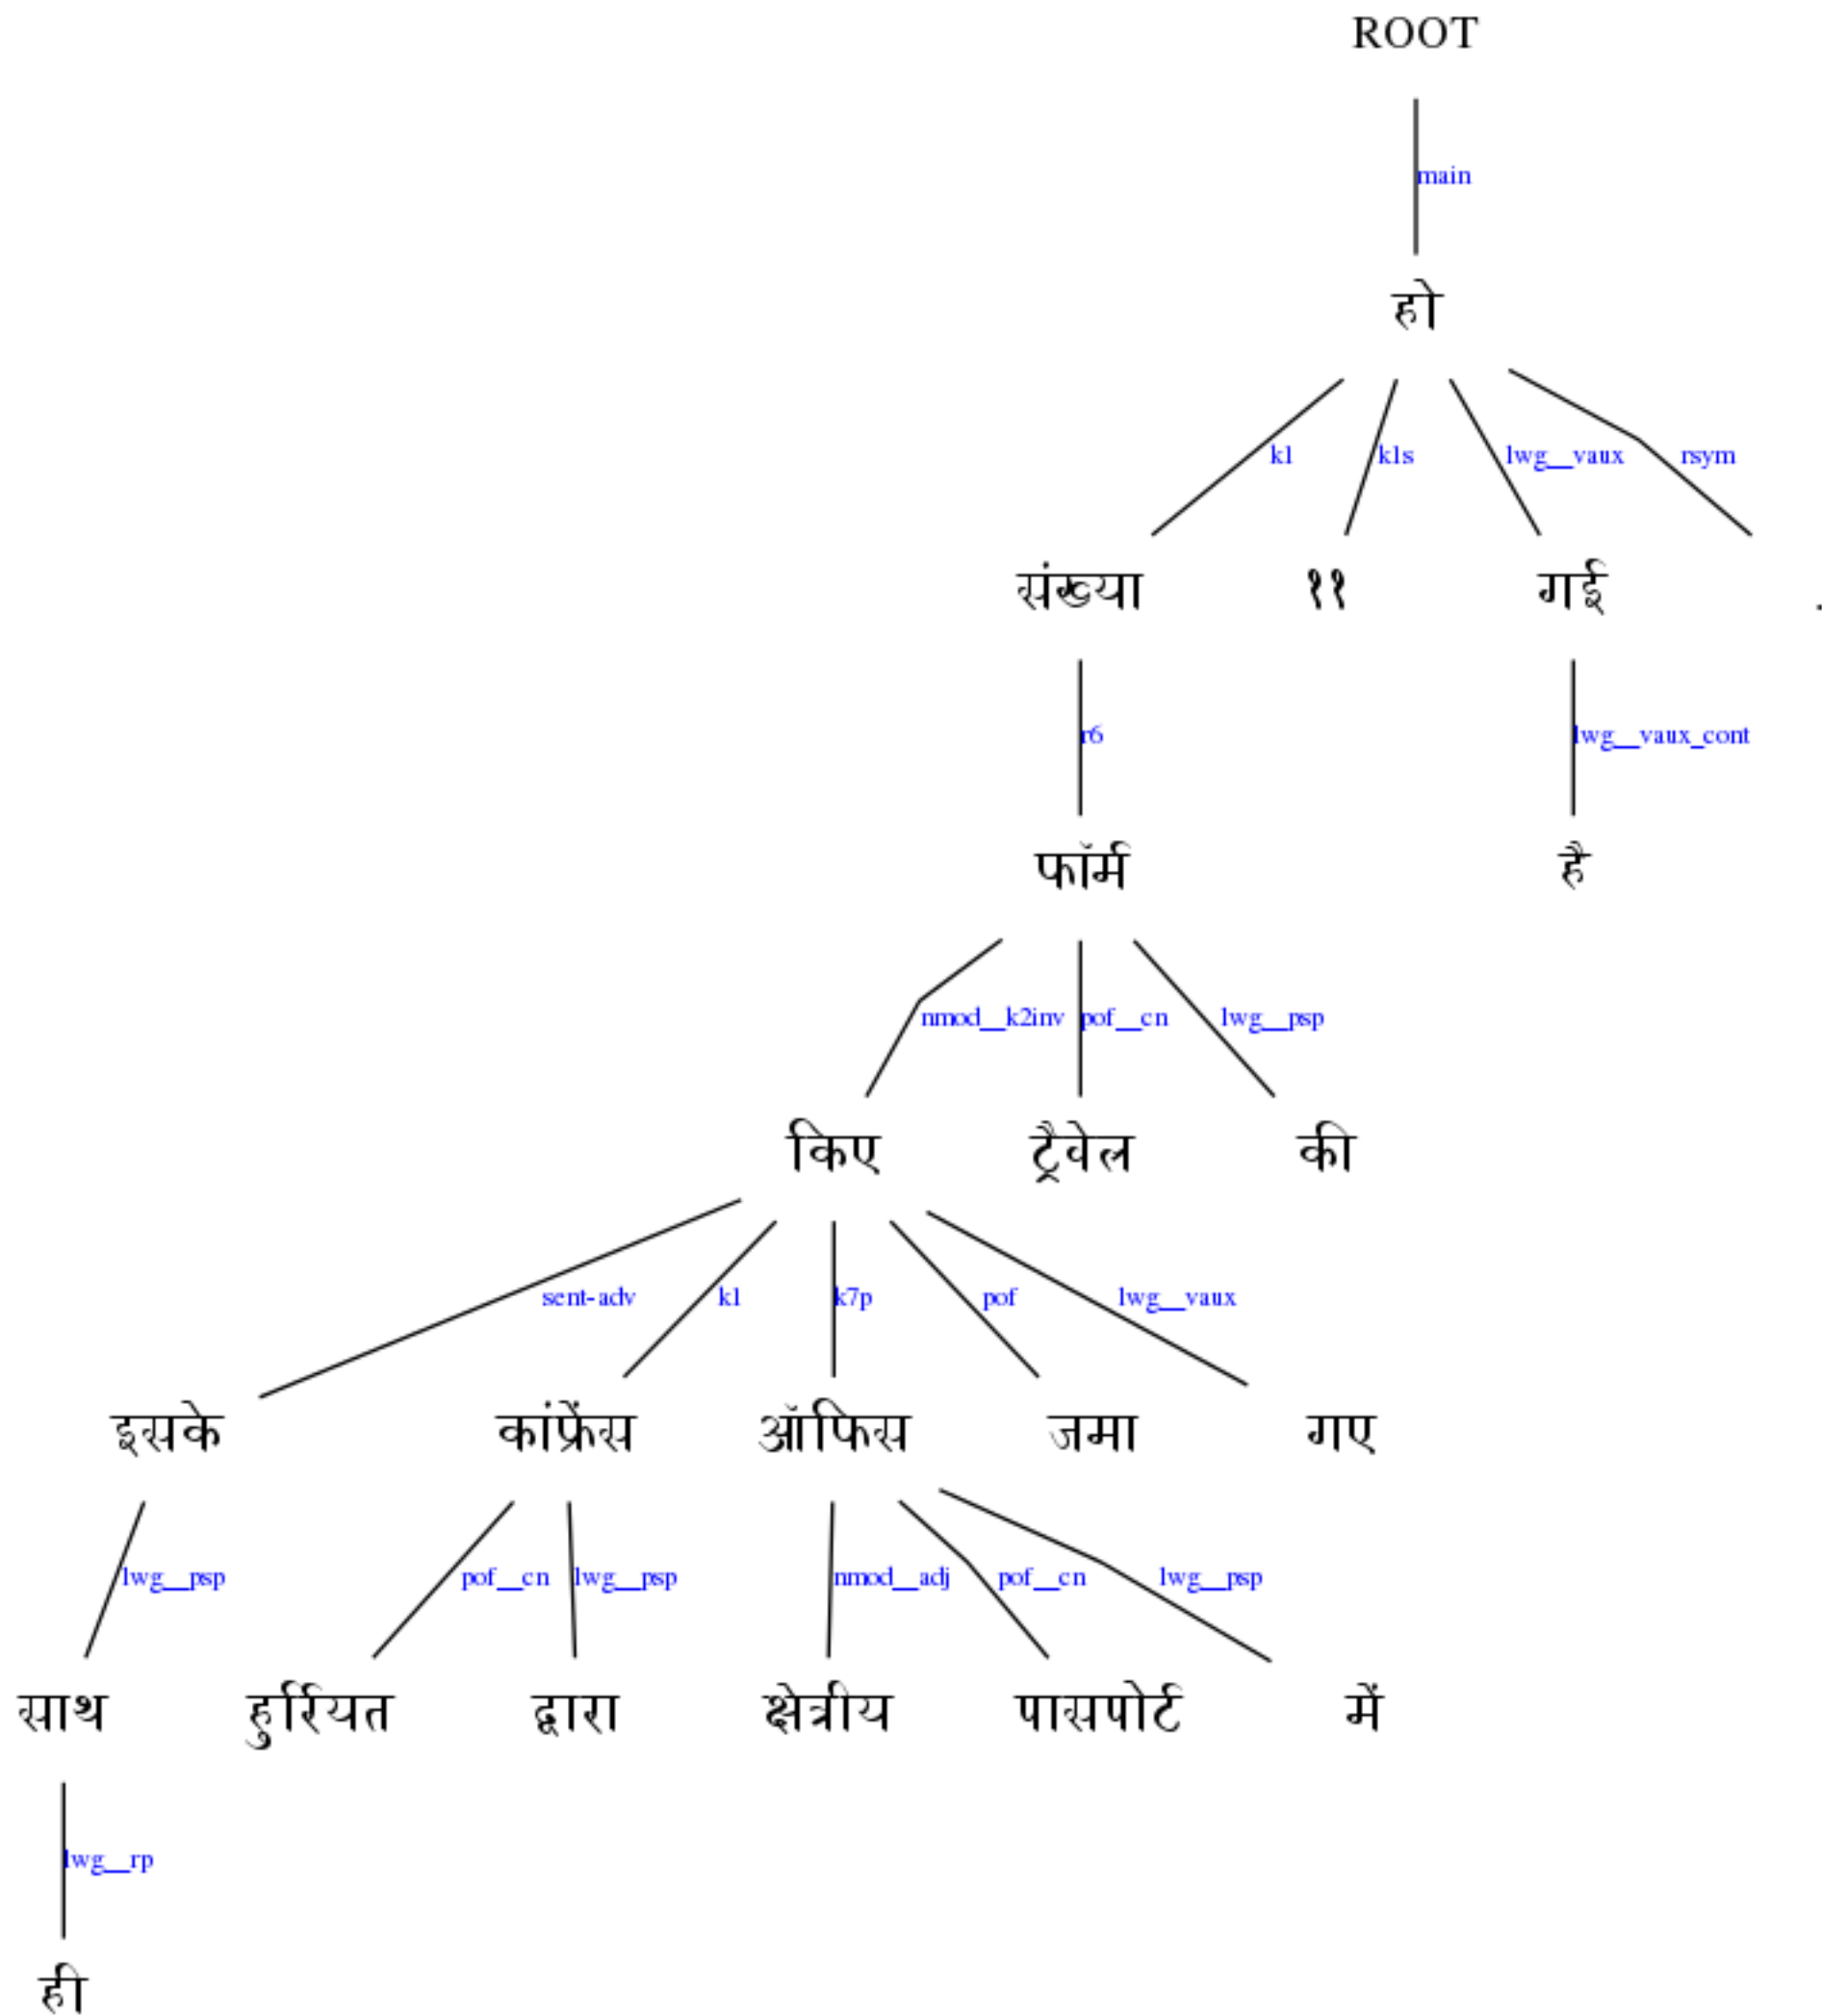 ROOT
main
हो
k1 k1s lwg__vaux rsym
संख्या ११ गई .
r6 lwg__vaux_cont
फॉर्म है
nmod__k2inv pof__cn lwg__psp
किए ट्रैवेल की
sent-adv k1 k7p pof lwg__vaux
इसके कांफ्रेंस ऑफिस जमा गए
lwg__psp pof__cn lwg__psp nmod__adj pof__cn lwg__psp
साथ हुर्रियत द्वारा क्षेत्रीय पासपोर्ट में
lwg__rp
ही